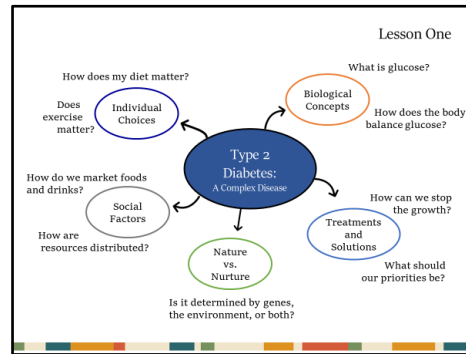 Lesson One
How does my diet matter?
Does
exercise
matter?
Individual
Choices
What is glucose?
Biological
Concepts
How does the body
balance glucose?
Type 2
Diabetes:
A Complex Disease
How do we market foods
and drinks?
Social
Factors
How are
resources distributed?
How can we stop
the growth?
Treatments
and
Solutions
What should
our priorities be?
Nature
vs.
Nurture
Is it determined by genes,
the environment, or both?